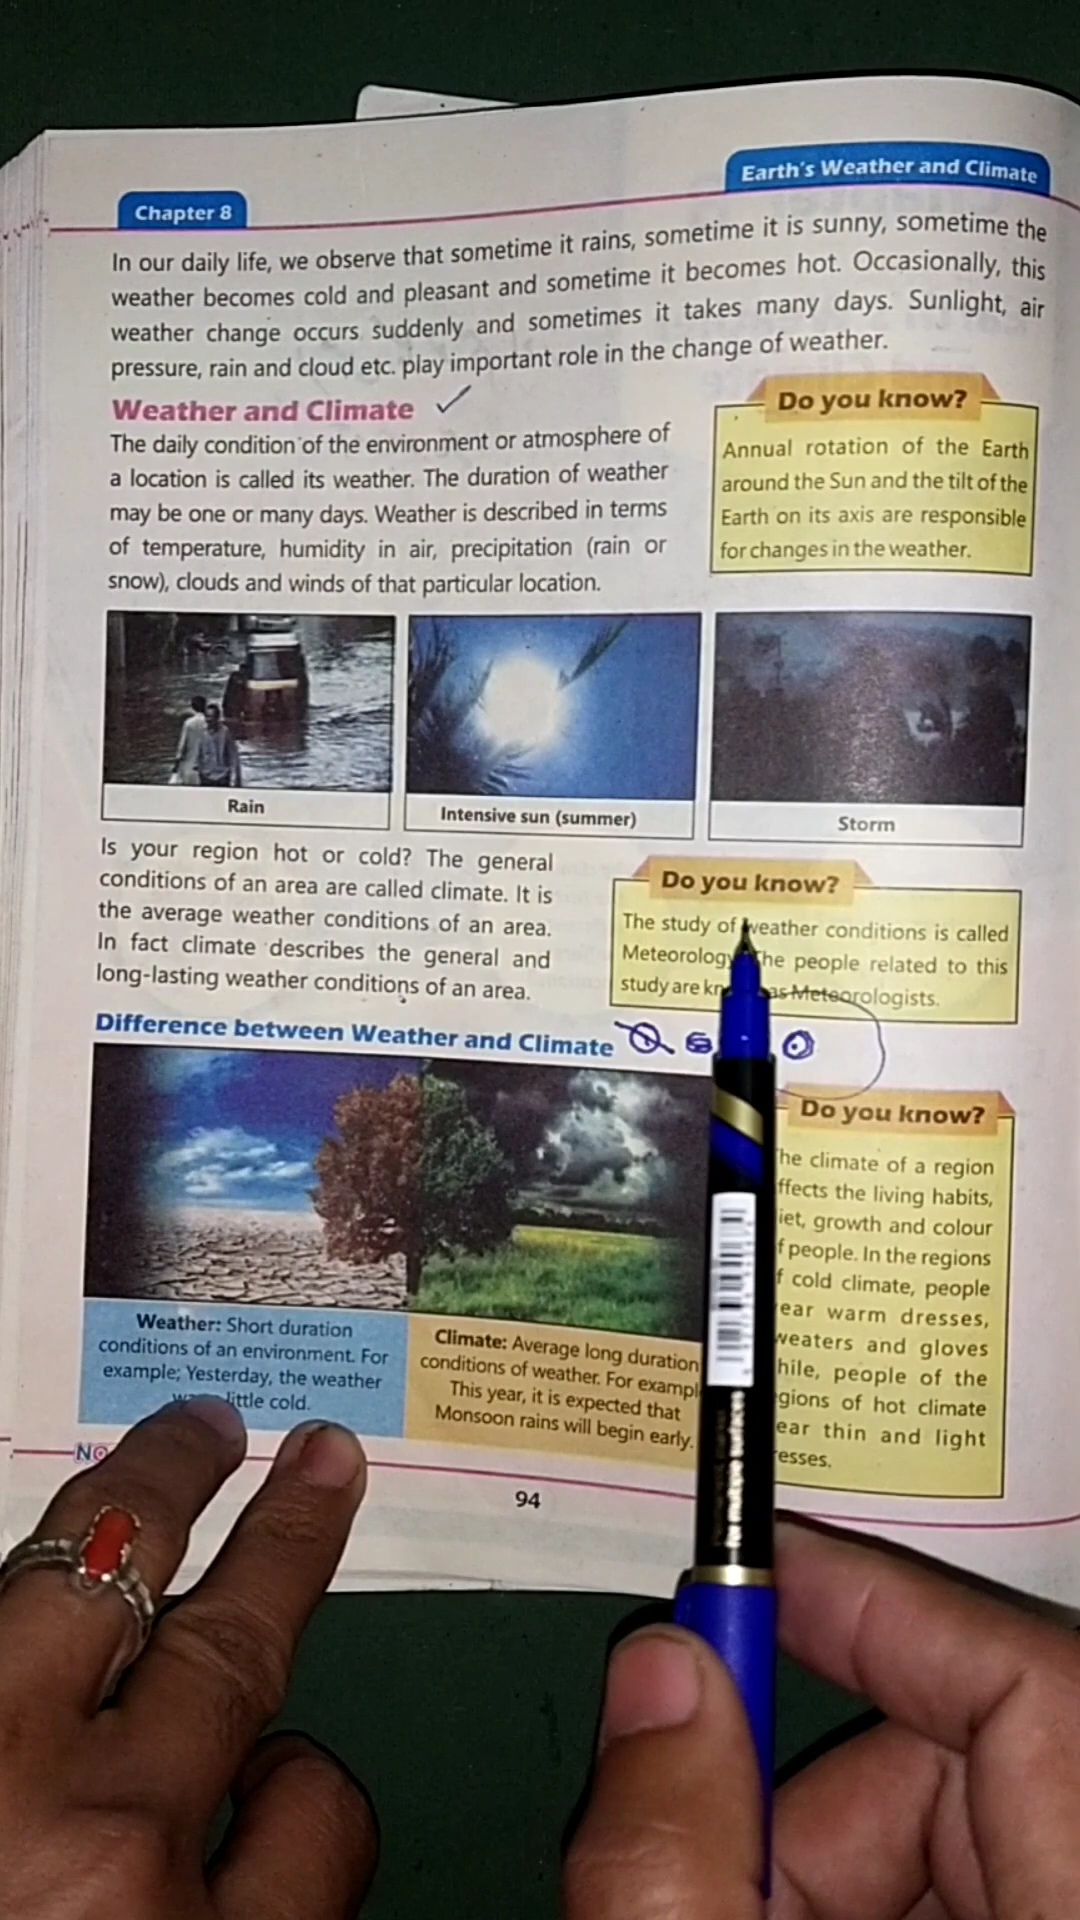 Earth's Weather and Climate
Chapter 8
In our daily life, we observe that sometime it rains, sometime it is sunny, sometime the
weather becomes cold and pleasant and sometime it becomes hot. Occasionally, this
weather change occurs suddenly and sometimes it takes many days. Sunlight, air
pressure, rain and cloud etc. play important role in the change of weather.
Weather and Climate
The daily condition of the environment or atmosphere of
a location is called its weather. The duration of weather
may be one or many days. Weather is described in terms
of temperature, humidity in air, precipitation (rain or
snow), clouds and winds of that particular location.
Do you know?
Annual rotation of the Earth
around the Sun and the tilt of the
Earth on its axis are responsible
for changes in the weather.
Rain
Intensive sun (summer)
Storm
Is your region hot or cold? The general
conditions of an area are called climate. It is
the average weather conditions of an area.
In fact climate describes the general and
long-lasting weather conditions of an area.
Do you know?
The study of weather conditions is called
Meteorology The people related to this
study are as Meteorologists.
Difference between Weather and Climate
Weather: Short duration
conditions of an environment. For
example; Yesterday, the weather
little cold.
Climate: Average long duration
conditions of weather. For exampl
This year, it is expected that
Monsoon rains will begin early.
Do you know?
he climate of a region
ffects the living habits,
iet, growth and colour
f people. In the regions
f cold climate, people
ear warm dresses,
weaters and gloves
hile, people of the
gions of hot climate
ear thin and light
esses.
94